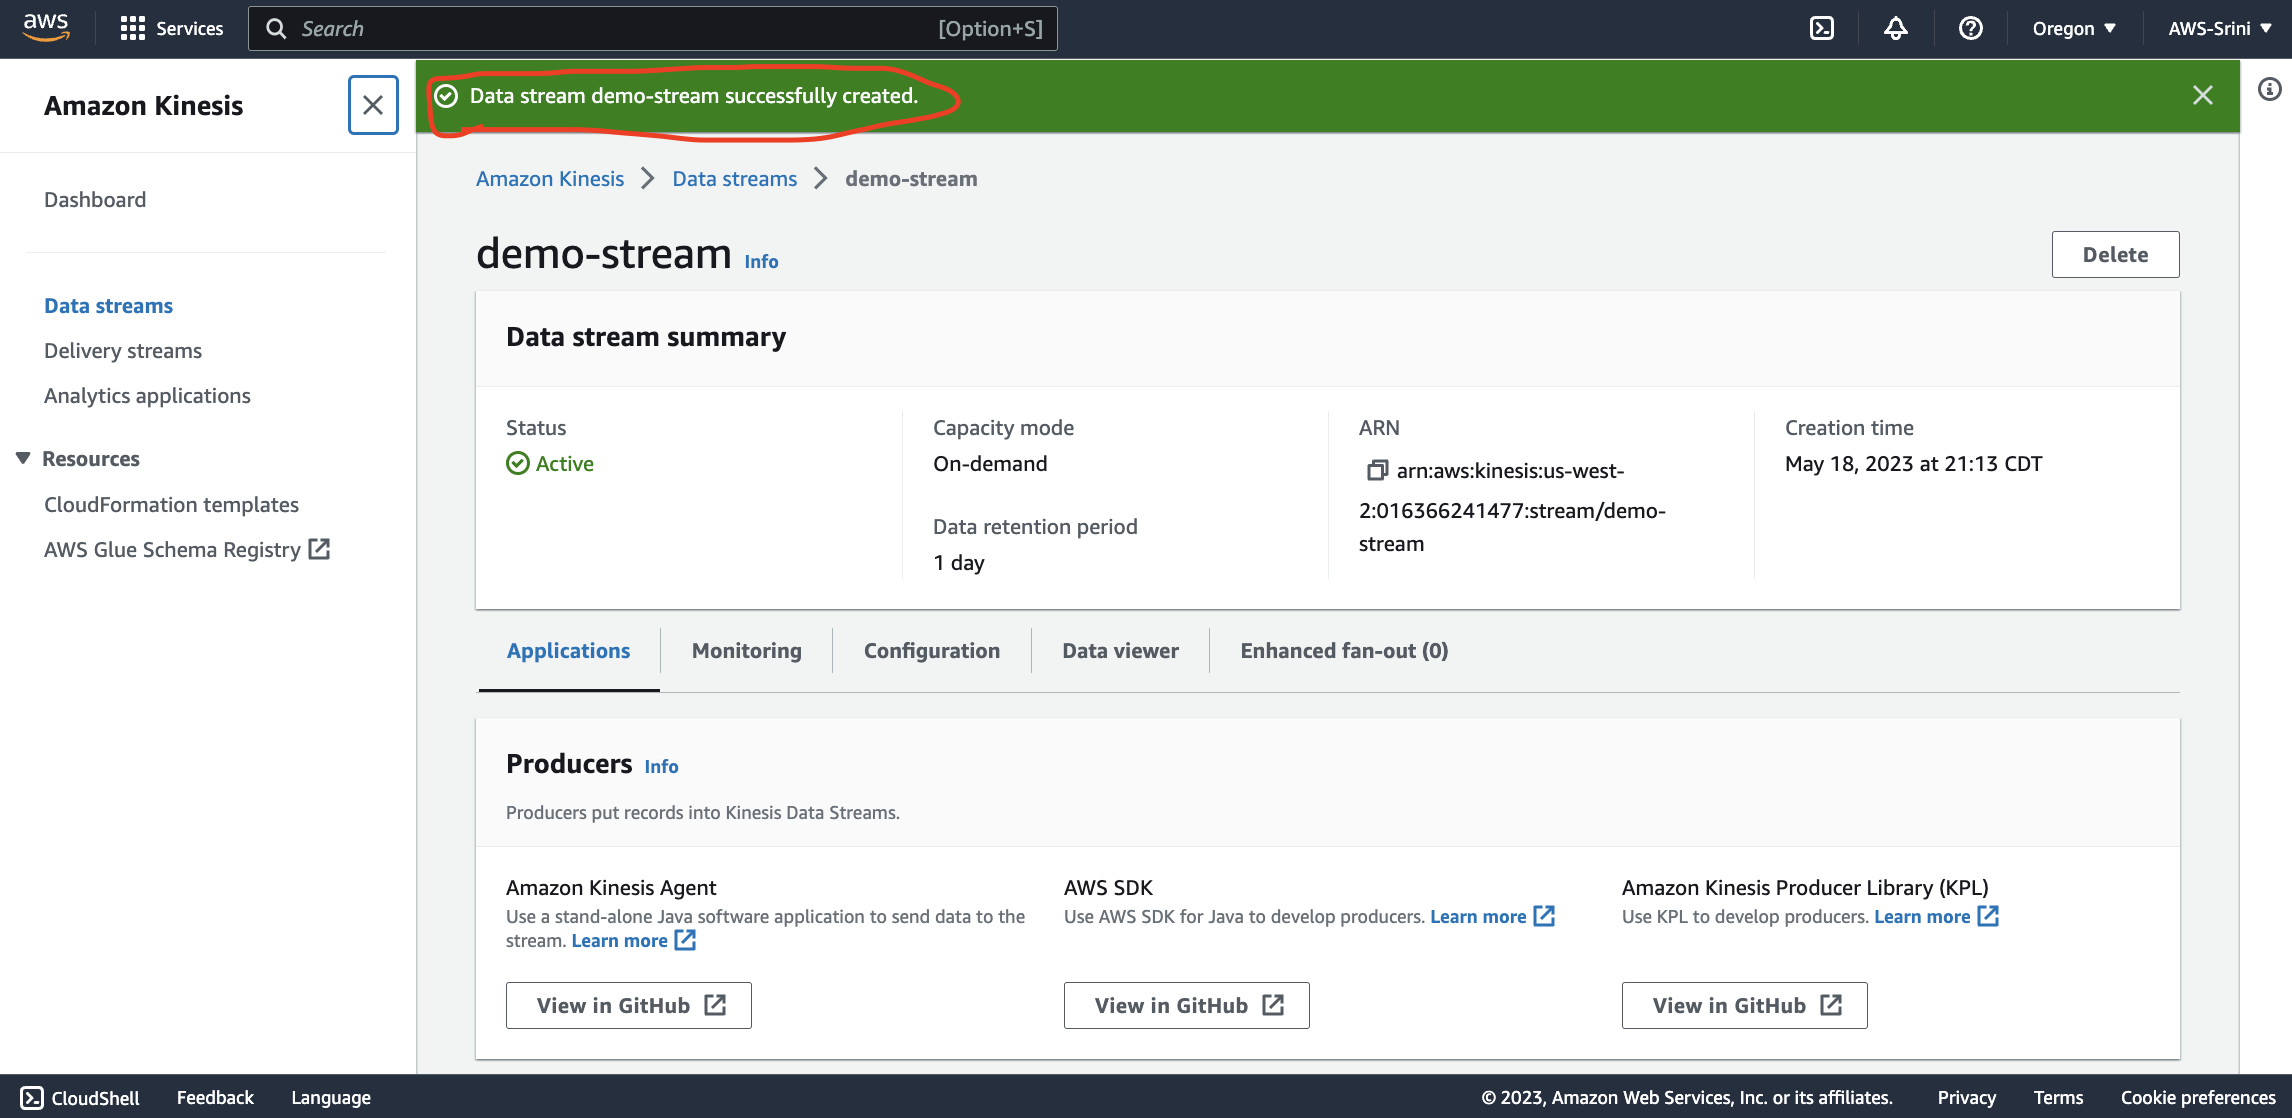 aws
Services
Search
[Option+S]
Oregon
AWS-Srini
Amazon Kinesis
Dashboard
Data streams
Delivery streams
Analytics applications
Resources
CloudFormation templates
AWS Glue Schema Registry
Data stream demo-stream successfully created.
Amazon Kinesis > Data streams > demo-stream
demo-stream Info
Delete
Data stream summary
Status
Active
Capacity mode
On-demand
Data retention period
1 day
ARN
arn:aws:kinesis:us-west-
2:016366241477:stream/demo-
stream
Creation time
May 18, 2023 at 21:13 CDT
Applications
Monitoring
Configuration
Data viewer
Enhanced fan-out (0)
Producers Info
Producers put records into Kinesis Data Streams.
Amazon Kinesis Agent
Use a stand-alone Java software application to send data to the
stream. Learn more
View in GitHub
AWS SDK
Use AWS SDK for Java to develop producers. Learn more
View in GitHub
Amazon Kinesis Producer Library (KPL)
Use KPL to develop producers. Learn more
View in GitHub
CloudShell
Feedback
Language
© 2023, Amazon Web Services, Inc. or its affiliates.
Privacy
Terms
Cookie preferences